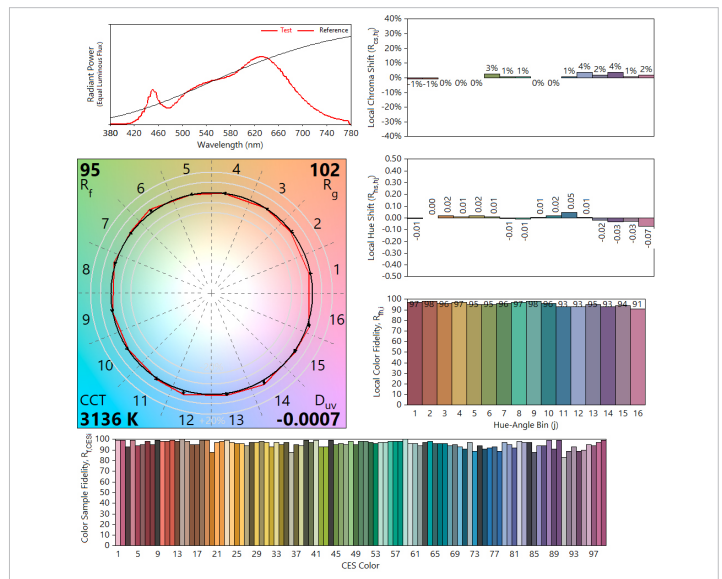 Radiant Power
(Equal Luminous Flux)
Test Reference
380 420 460 500 540 580 620 660 700 740 780
Wavelength (nm)
Local Chroma Shift (Rcs,hj)
40%
30%
20%
10%
0%
-10%
-20%
-30%
-40%
-1% -1% 0% 0% 0% 3% 1% 1% 0% 0% 1% 4% 2% 4% 1% 2%
95
Rf
102
Rg
1
2
3
4
5
6
7
8
9
10
11
12
13
14
15
16
+20%
CCT
3136 K
Duv
-0.0007
Local Hue Shift (Rhs,hj)
0.50
0.40
0.30
0.20
0.10
0.00
-0.10
-0.20
-0.30
-0.40
-0.50
-0.01 0.00 0.02 0.01 0.02 0.01 -0.01 -0.01 0.01 0.02 0.05 0.01 -0.02 -0.03 -0.03 -0.07
Local Color Fidelity, Rfh,i
100
90
80
70
60
50
40
30
20
10
0
97 98 96 97 95 95 96 97 98 96 93 93 95 93 94 91
1 2 3 4 5 6 7 8 9 10 11 12 13 14 15 16
Hue-Angle Bin (j)
Color Sample Fidelity, Rf,CESi
100
90
80
70
60
50
40
30
20
10
0
1 5 9 13 17 21 25 29 33 37 41 45 49 53 57 61 65 69 73 77 81 85 89 93 97
CES Color